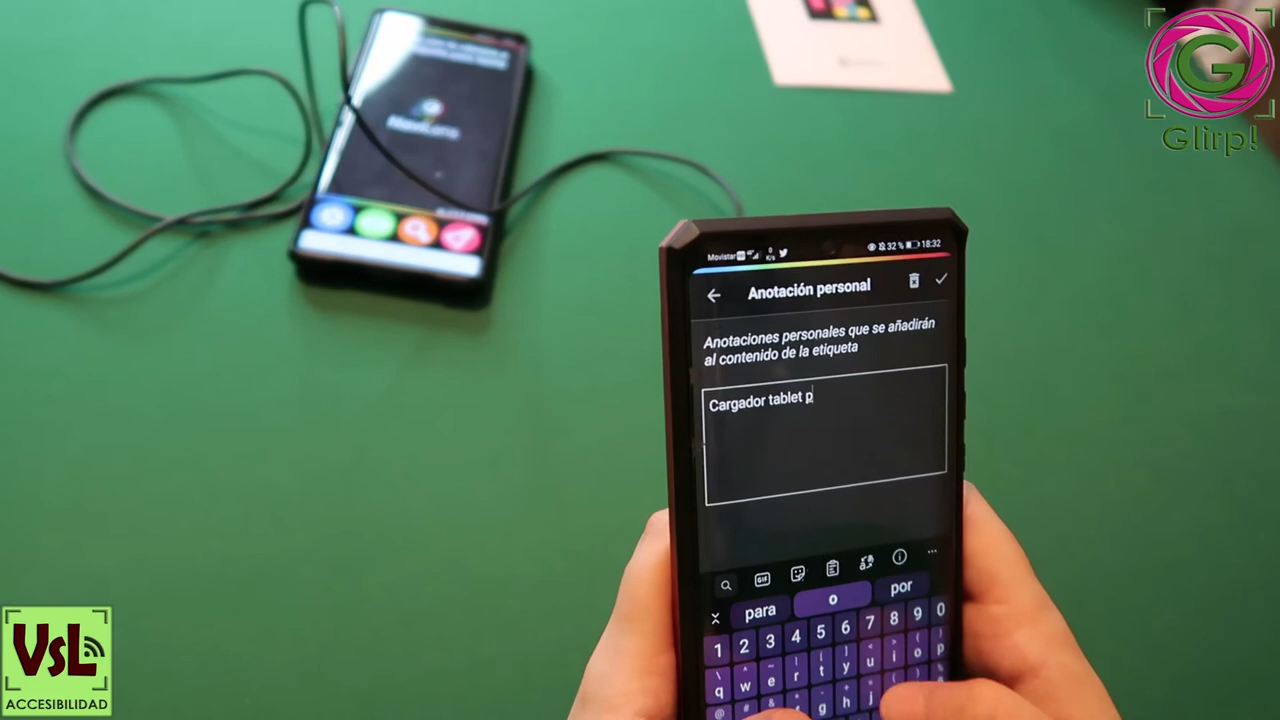 Glirp!
Movistar
32 %
18:32
Anotación personal
Anotaciones personales que se añadirán
al contenido de la etiqueta
Cargador tablet p
GIF
para
o
por
1 2 3 4 5 6 7 8 9 0
q w e r t y u i o p
g h j
VsL
ACCESIBILIDAD